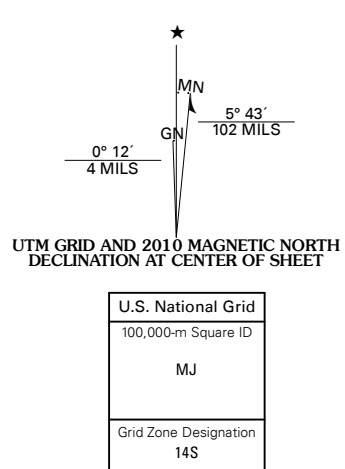 ★
MN
GN
5° 43´
102 MILS
0° 12´
4 MILS
UTM GRID AND 2010 MAGNETIC NORTH
DECLINATION AT CENTER OF SHEET
U.S. National Grid
100,000-m Square ID
MJ
Grid Zone Designation
14S